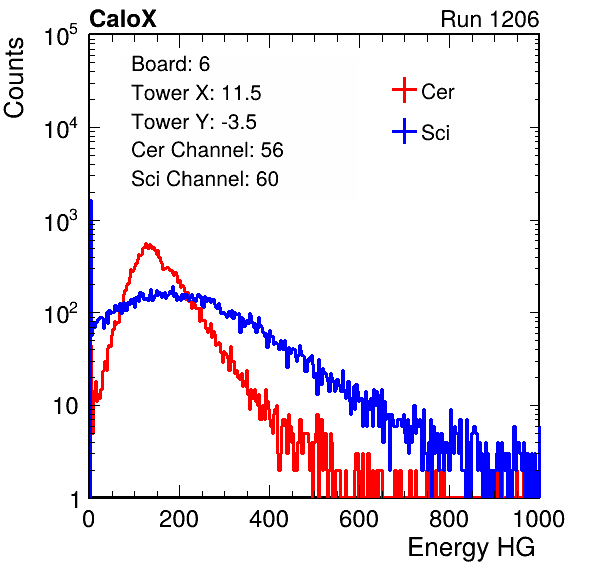 CaloX Run 1206
Counts
Board: 6
Tower X: 11.5
Tower Y: -3.5
Cer Channel: 56
Sci Channel: 60
Cer
Sci
10^5
10^4
10^3
10^2
10
1
0 200 400 600 800 1000
Energy HG